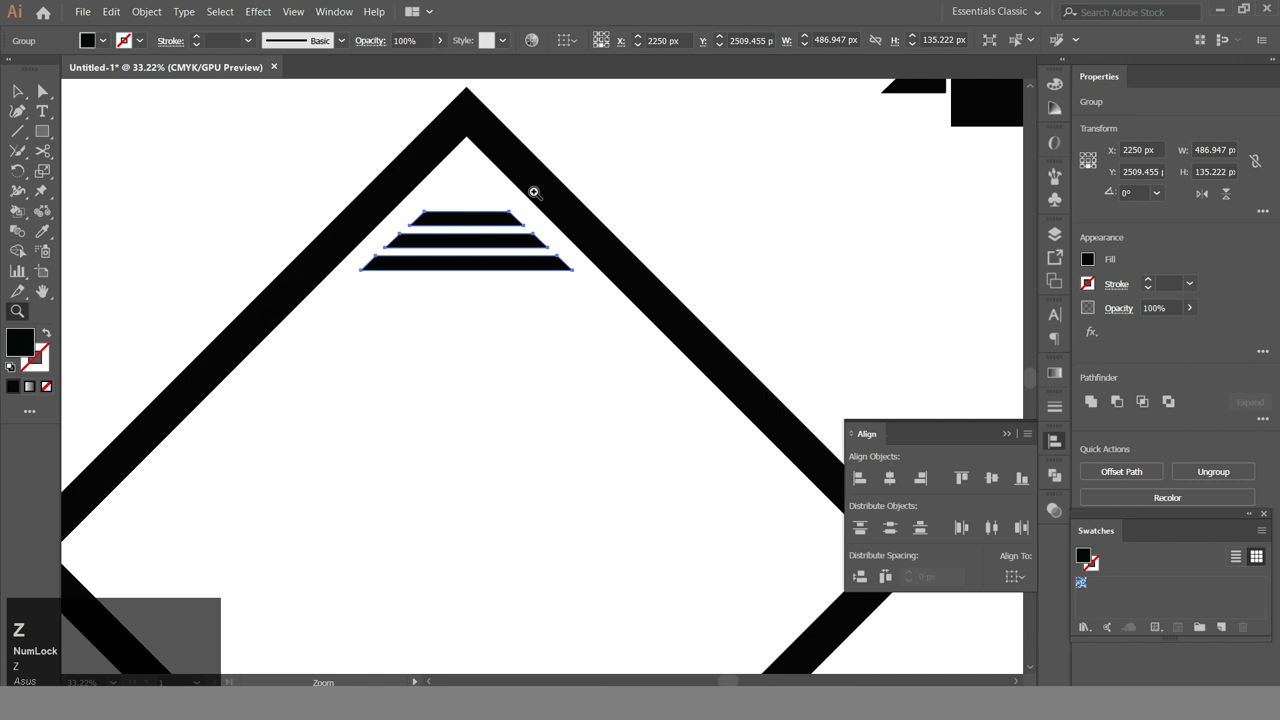 Ai
File Edit Object Type Select Effect View Window Help
Essentials Classic
Search Adobe Stock
Group
Stroke:
Basic
Opacity: 100%
Style:
X: 2250 px
Y: 2509.455 p
W: 486.947 px
H: 135.222 px
Untitled-1* @ 33.22% (CMYK/GPU Preview)
Properties
Group
Transform
X: 2250 px W: 486.947 p
Y: 2509.455 H: 135.222 p
0°
Appearance
Fill
Stroke
Opacity 100%
fx.
Pathfinder
Expand
Quick Actions
Offset Path Ungroup
Recolor
Align
Align Objects:
Distribute Objects:
Distribute Spacing: Align To:
0 px
Swatches
Z
NumLock
Z
Asus
33.22% 1 Zoom